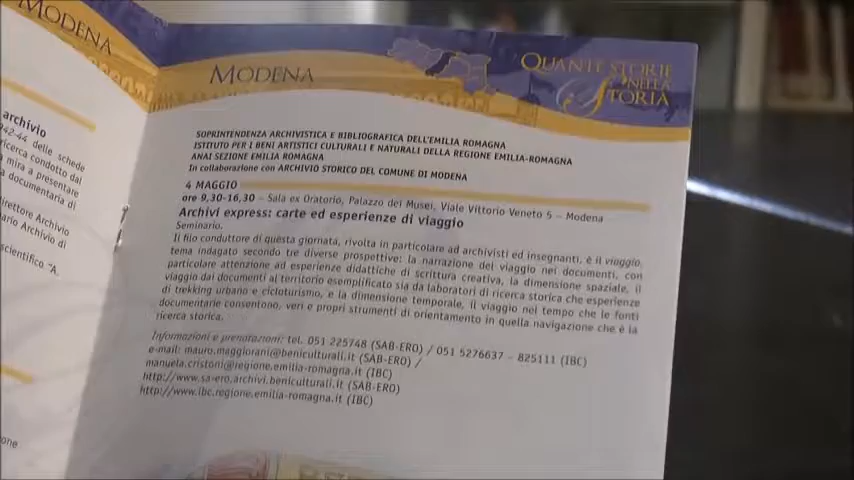 MODENA
archivio
942-44 delle schede
ricerca condotto dal
mira a presentare
documentaria di
Direttore Archivio
Archivio di
scientifico "A.
one
MODENA
QUANTE STORIE
NELLA
STORIA
SOPRINTENDENZA ARCHIVISTICA E BIBLIOGRAFICA DELL'EMILIA ROMAGNA
ISTITUTO PER I BENI ARTISTICI CULTURALI E NATURALI DELLA REGIONE EMILIA-ROMAGNA
ANAI SEZIONE EMILIA ROMAGNA
In collaborazione con ARCHIVIO STORICO DEL COMUNE DI MODENA
4 MAGGIO
ore 9,30-16,30 – Sala ex Oratorio, Palazzo dei Musei, Viale Vittorio Veneto 5 – Modena
Archivi express: carte ed esperienze di viaggio
Seminario.
Il filo conduttore di questa giornata, rivolta in particolare ad archivisti ed insegnanti, è il viaggio,
tema indagato secondo tre diverse prospettive: la narrazione del viaggio nei documenti, con
particolare attenzione ad esperienze didattiche di scrittura creativa, la dimensione spaziale, il
viaggio dai documenti al territorio esemplificato sia da laboratori di ricerca storica che esperienze
di trekking urbano e cicloturismo, e la dimensione temporale, il viaggio nel tempo che le fonti
documentarie consentono, veri e propri strumenti di orientamento in quella navigazione che è la
ricerca storica.
Informazioni e prenotazioni: tel. 051 225748 (SAB-ERO) / 051 5276637 – 825111 (IBC)
e-mail: mauro.maggiorani@beniculturali.it (SAB-ERO) /
manuela.cristoni@regione.emilia-romagna.it (IBC)
http://www.sa-ero.archivi.beniculturali.it (SAB-ERO)
http://www.ibc.regione.emilia-romagna.it (IBC)